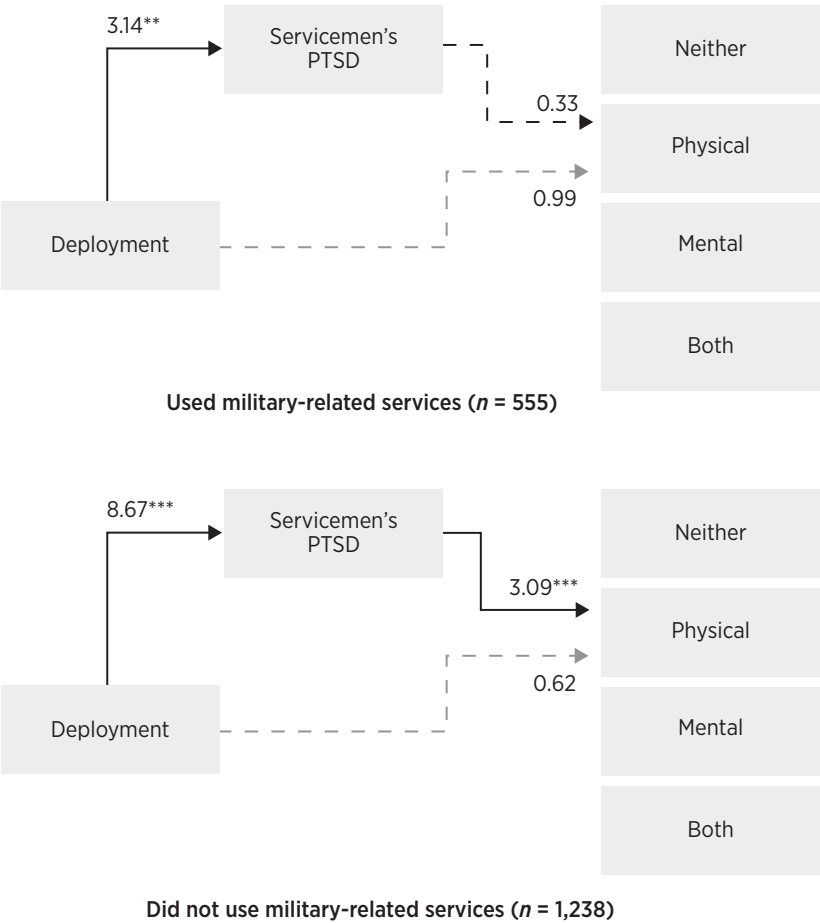 3.14**
Servicemen's
PTSD
Neither
0.33
Physical
0.99
Deployment
Mental
Both
Used military-related services (n = 555)
8.67***
Servicemen's
PTSD
Neither
3.09***
Physical
0.62
Deployment
Mental
Both
Did not use military-related services (n = 1,238)